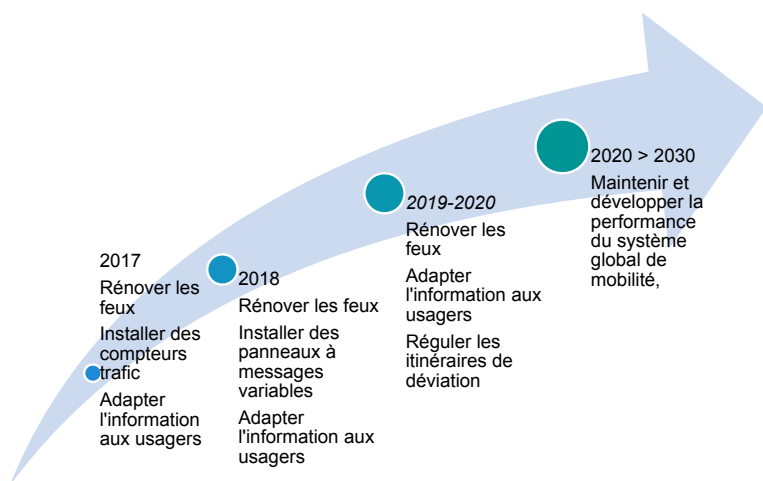 2017
Rénover les
feux
Installer des
compteurs
trafic
Adapter
l'information
aux usagers
2018
Rénover les feux
Installer des
panneaux à
messages
variables
Adapter
l'information aux
usagers
2019-2020
Rénover les
feux
Adapter
l'information aux
usagers
Réguler les
itinéraires de
déviation
2020 > 2030
Maintenir et
développer la
performance
du système
global de
mobilité,